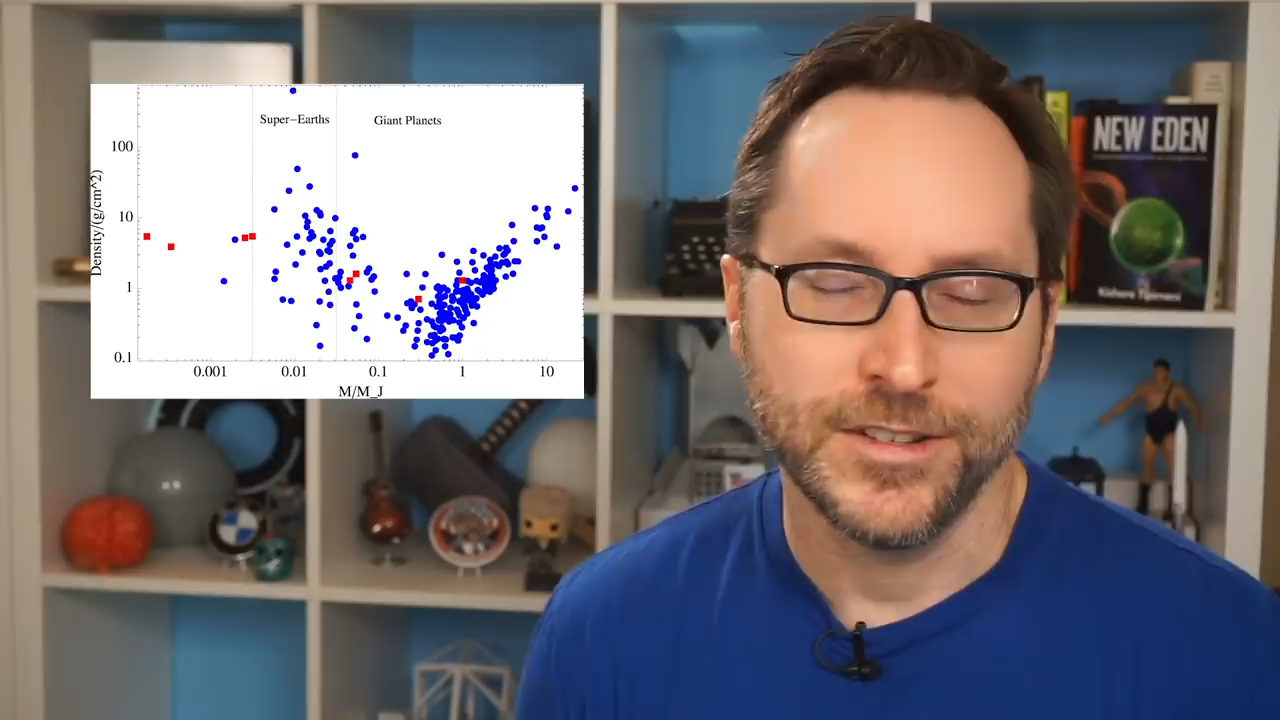 Super-Earths
Giant Planets
100
10
1
0.1
Density/(g/cm^2)
0.001
0.01
0.1
1
10
M/M_J
NEW EDEN